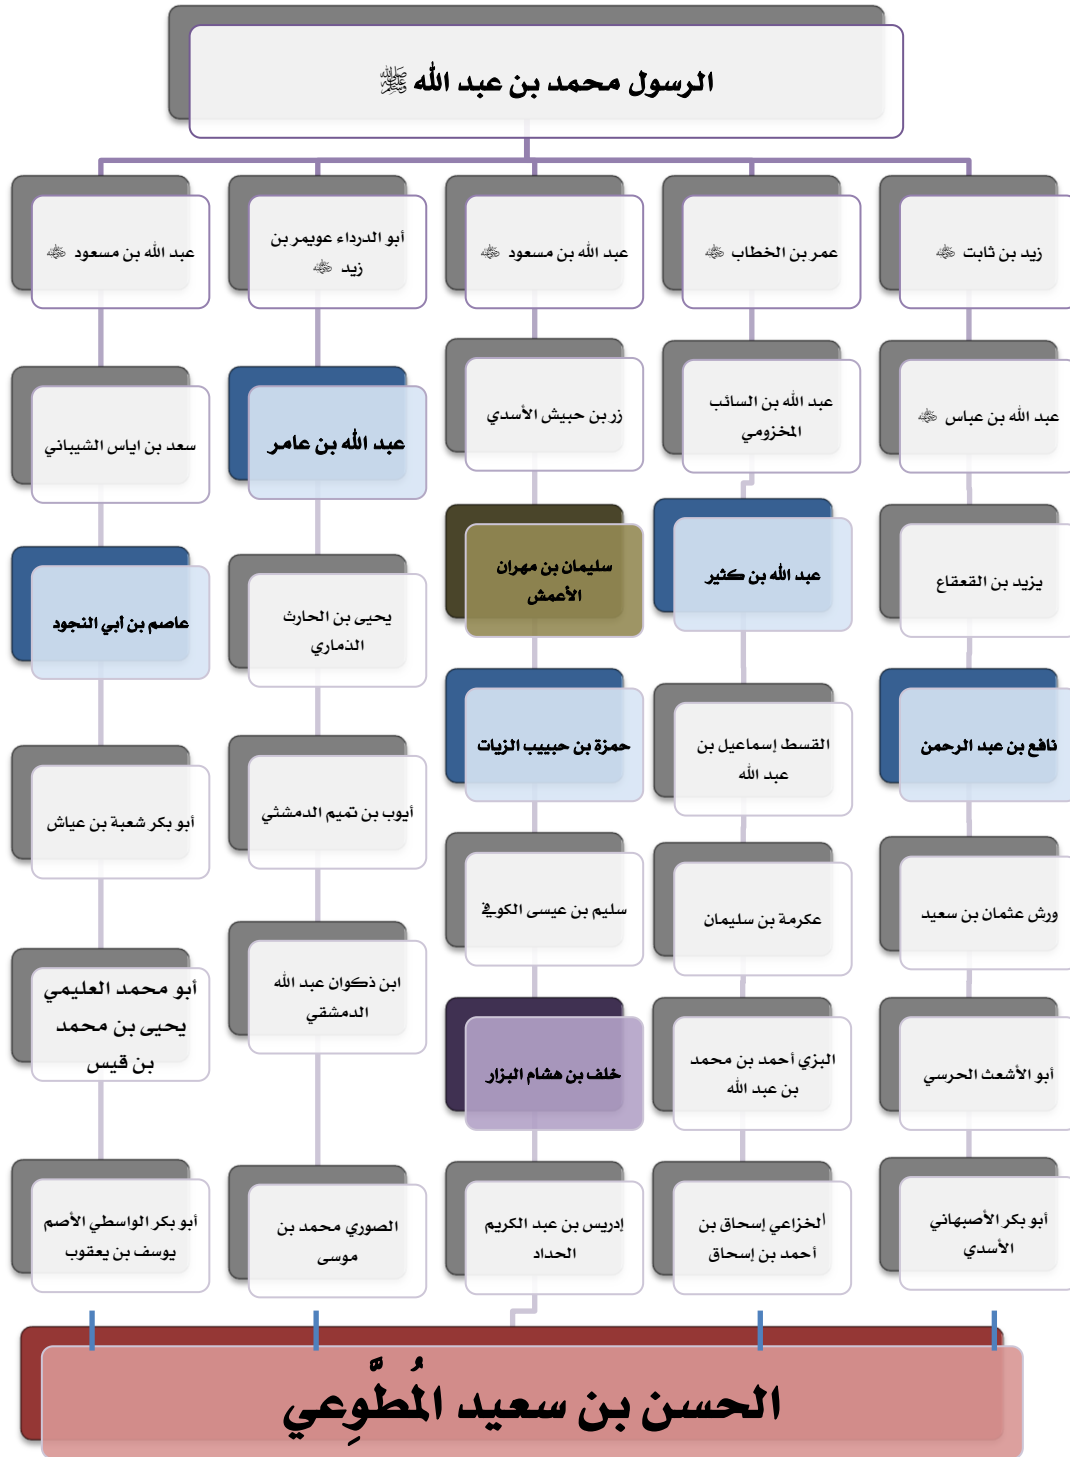 الرسول محمد بن عبد الله ﷺ
زيد بن ثابت ﷺ
عمر بن الخطاب ﷺ
عبد الله بن مسعود ﷺ
أبو الدرداء عويمر بن
زيد ﷺ
عبد الله بن مسعود ﷺ
عبد الله بن عباس ﷺ
عبد الله بن السائب
المخزومي
زر بن حبيش الأسدي
عبد الله بن عامر
سعد بن اياس الشيباني
يزيد بن القعقاع
عبد الله بن كثير
سليمان بن مهران
الأعمش
يحيى بن الحارث
الذماري
عاصم بن أبي النجود
نافع بن عبد الرحمن
القسط إسماعيل بن
عبد الله
حمزة بن حبييب الزيات
أيوب بن تميم الدمشثي
أبو بكر شعبة بن عياش
ورش عثمان بن سعيد
عكرمة بن سليمان
سليم بن عيسى الكوفي
ابن ذكوان عبد الله
الدمشقي
أبو محمد العليمي
يحيى بن محمد
بن قيس
أبو الأشعث الحرسي
البزي أحمد بن محمد
بن عبد الله
خلف بن هشام البزار
أبو بكر الأصبهاني
الأسدي
ألخزاعي إسحاق بن
أحمد بن إسحاق
إدريس بن عبد الكريم
الحداد
الصوري محمد بن
موسى
أبو بكر الواسطي الأصم
يوسف بن يعقوب
الحسن بن سعيد المُطَّوِعي